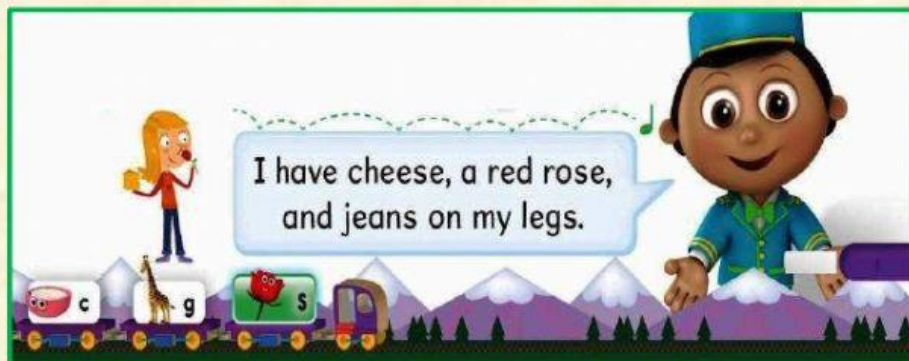 I have cheese, a red rose,
and jeans on my legs.
c g s